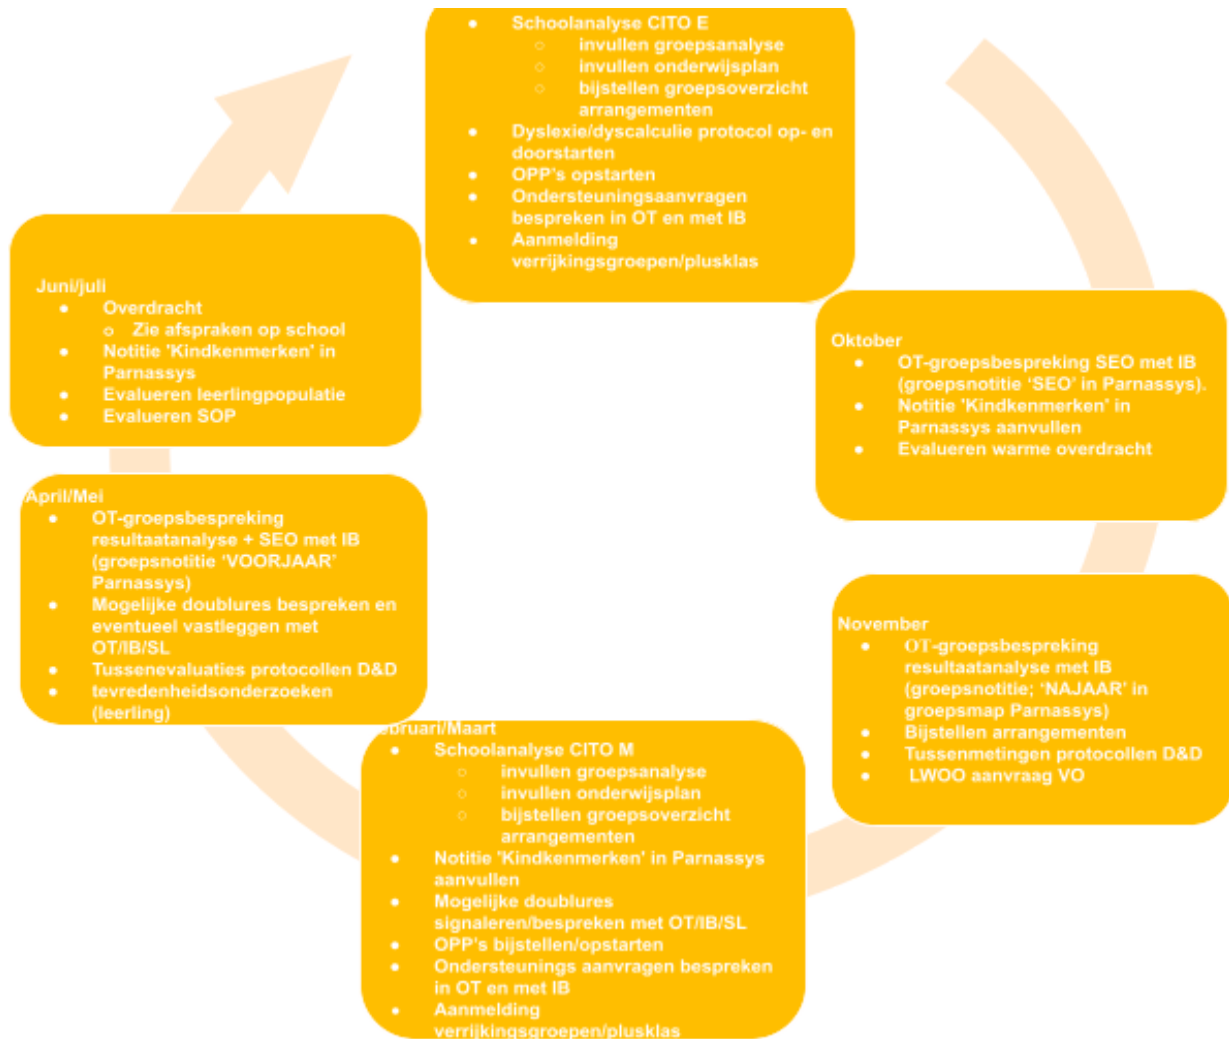 Schoolanalyse CITO E
invullen groepsanalyse
invullen onderwijsplan
bijstellen groepsoverzicht
arrangementen
Dyslexie/dyscalculie protocol op- en
doorstarten
OPP's opstarten
Ondersteuningsaanvragen
bespreken in OT en met IB
Aanmelding
verrijkingsgroepen/plusklas
Oktober
OT-groepsbespreking SEO met IB
(groepsnotitie ‘SEO’ in Parnassys).
Notitie 'Kindkenmerken' in
Parnassys aanvullen
Evalueren warme overdracht
November
OT-groepsbespreking
resultaatanalyse met IB
(groepsnotitie; ‘NAJAAR’ in
groepsmap Parnassys)
Bijstellen arrangementen
Tussenmetingen protocollen D&D
LWOO aanvraag VO
ebruari/Maart
Schoolanalyse CITO M
invullen groepsanalyse
invullen onderwijsplan
bijstellen groepsoverzicht
arrangementen
Notitie 'Kindkenmerken' in Parnassys
aanvullen
Mogelijke doublures
signaleren/bespreken met OT/IB/SL
OPP's bijstellen/opstarten
Ondersteunings aanvragen bespreken
in OT en met IB
Aanmelding
verrijkingsgroepen/plusklas
April/Mei
OT-groepsbespreking
resultaatanalyse + SEO met IB
(groepsnotitie ‘VOORJAAR’
Parnassys)
Mogelijke doublures bespreken en
eventueel vastleggen met
OT/IB/SL
Tussenevaluaties protocollen D&D
tevredenheidsonderzoeken
(leerling)
Juni/juli
Overdracht
Zie afspraken op school
Notitie 'Kindkenmerken' in
Parnassys
Evalueren leerlingpopulatie
Evalueren SOP